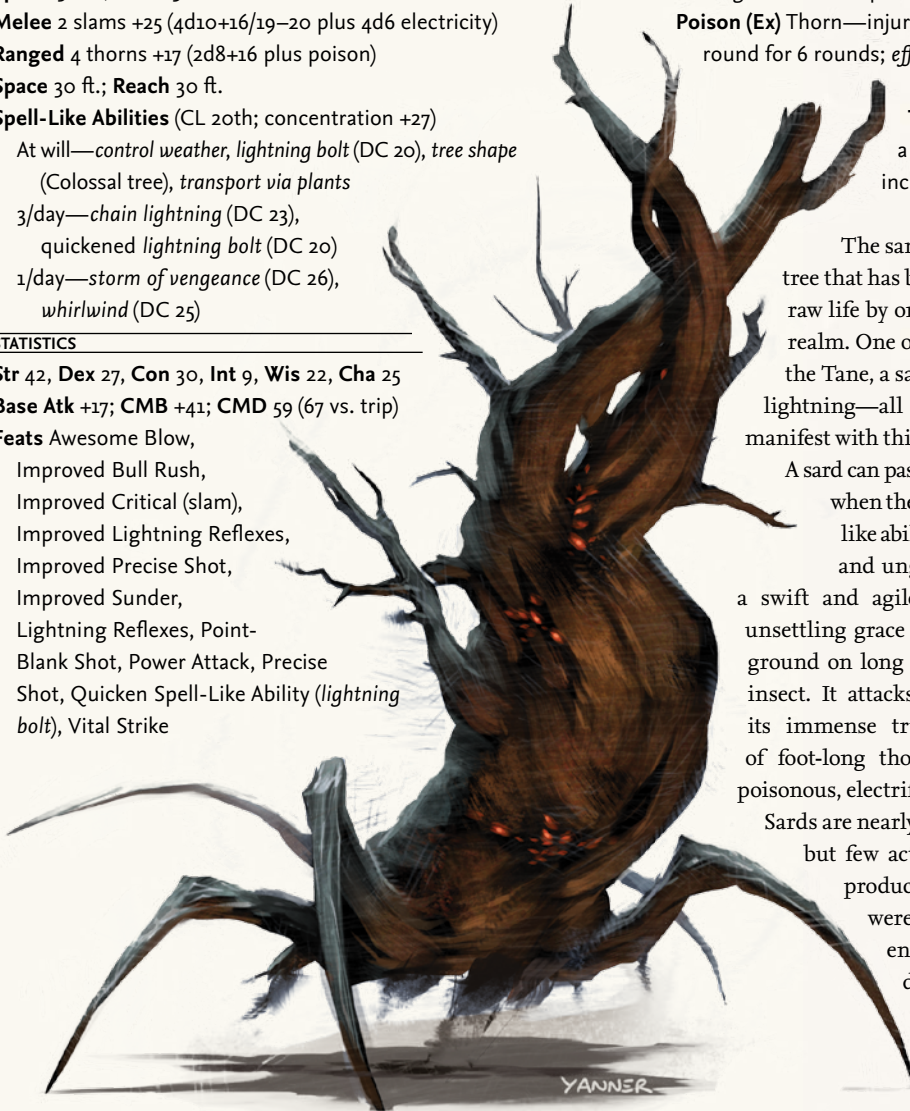 Melee 2 slams +25 (4d10+16/19–20 plus 4d6 electricity)
Ranged 4 thorns +17 (2d8+16 plus poison)
Space 30 ft.; Reach 30 ft.
Spell-Like Abilities (CL 20th; concentration +27)
At will—control weather, lightning bolt (DC 20), tree shape
(Colossal tree), transport via plants
3/day—chain lightning (DC 23),
quickened lightning bolt (DC 20)
1/day—storm of vengeance (DC 26),
whirlwind (DC 25)
STATISTICS
Str 42, Dex 27, Con 30, Int 9, Wis 22, Cha 25
Base Atk +17; CMB +41; CMD 59 (67 vs. trip)
Feats Awesome Blow,
Improved Bull Rush,
Improved Critical (slam),
Improved Lightning Reflexes,
Improved Precise Shot,
Improved Sunder,
Lightning Reflexes, Point-
Blank Shot, Power Attack, Precise
Shot, Quicken Spell-Like Ability (lightning
bolt), Vital Strike
Poison (Ex) Thorn—injur
round for 6 rounds; eff
a
inc
The sar
tree that has b
raw life by or
realm. One o
the Tane, a sa
lightning—all
manifest with thi
A sard can pas
when the
like abil
and ung
a swift and agile
unsettling grace
ground on long
insect. It attacks
its immense tr
of foot-long tho
poisonous, electri
Sards are nearly
but few act
produc
were
en
d
YANNER